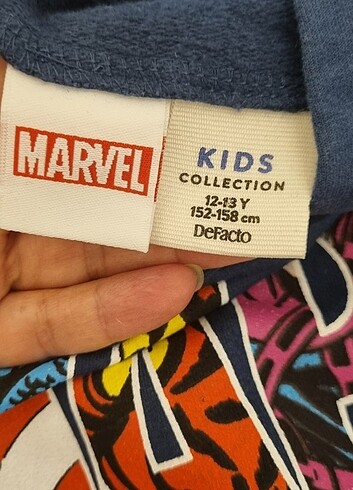 MARVEL
KIDS
COLLECTION
12-13 Y
152-158 cm
DeFacto